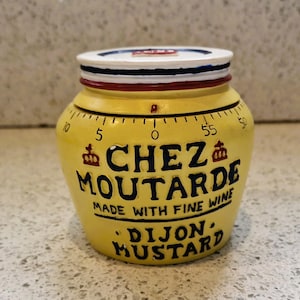 10 5 0 55 50
CHEZ
MOUTARDE
MADE WITH FINE WINE
· DIJON ·
MUSTARD